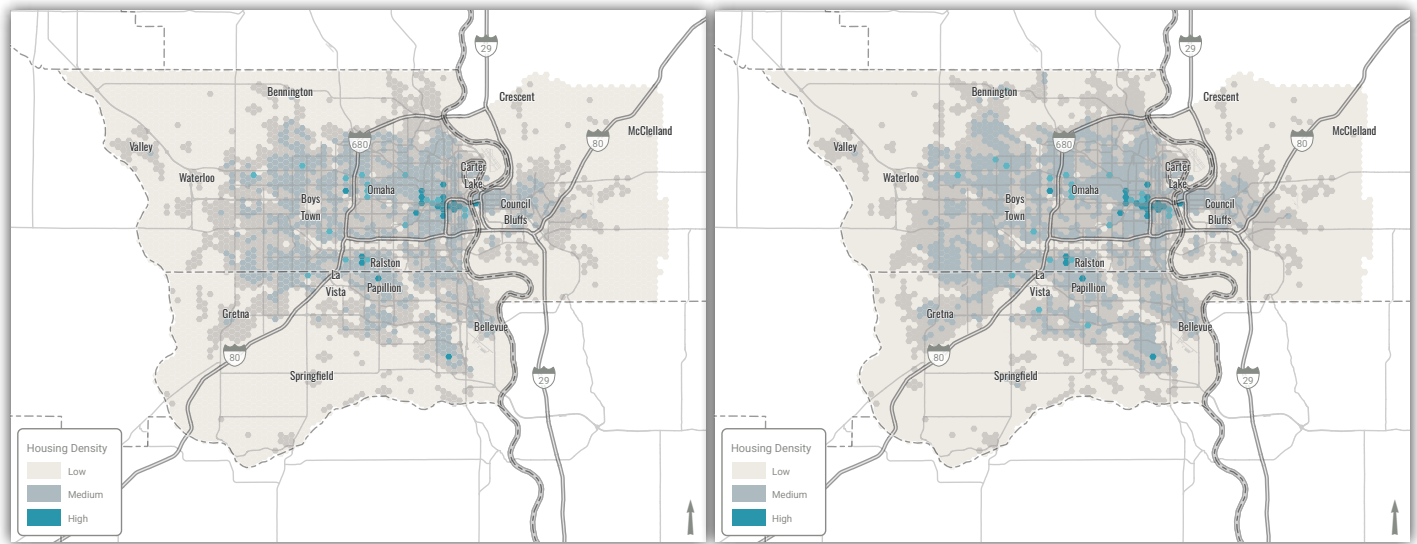 29
Bennington
Crescent
McClelland
80
680
Valley
Carter
Lake
Waterloo
Omaha
Boys
Town
Council
Bluffs
Ralston
La
Vista
Papillion
Gretna
Bellevue
80
Springfield
29
Housing Density
Low
Medium
High
29
Bennington
Crescent
McClelland
80
680
Valley
Carter
Lake
Waterloo
Omaha
Boys
Town
Council
Bluffs
Ralston
La
Vista
Papillion
Gretna
Bellevue
80
Springfield
29
Housing Density
Low
Medium
High